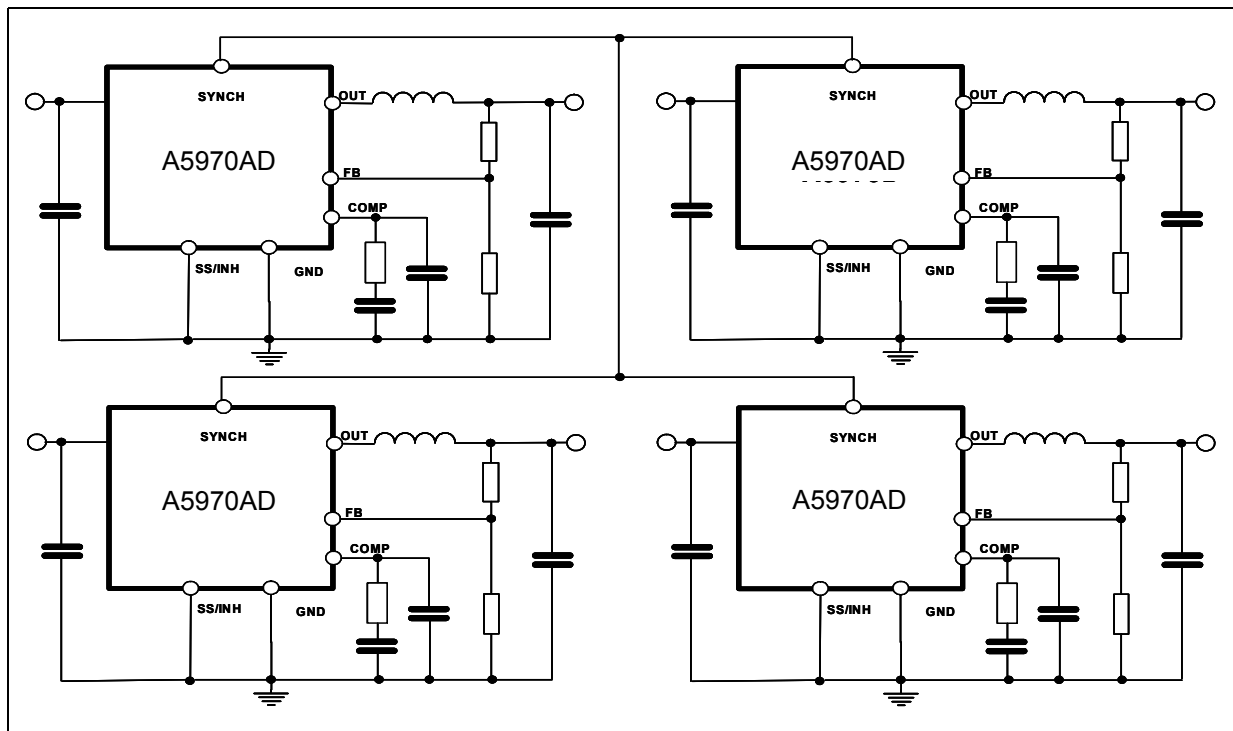 SYNCH
OUT
A5970AD
FB
COMP
SS/INH
GND
SYNCH
OUT
A5970AD
FB
COMP
SS/INH
GND
SYNCH
OUT
A5970AD
FB
COMP
SS/INH
GND
SYNCH
OUT
A5970AD
FB
COMP
SS/INH
GND